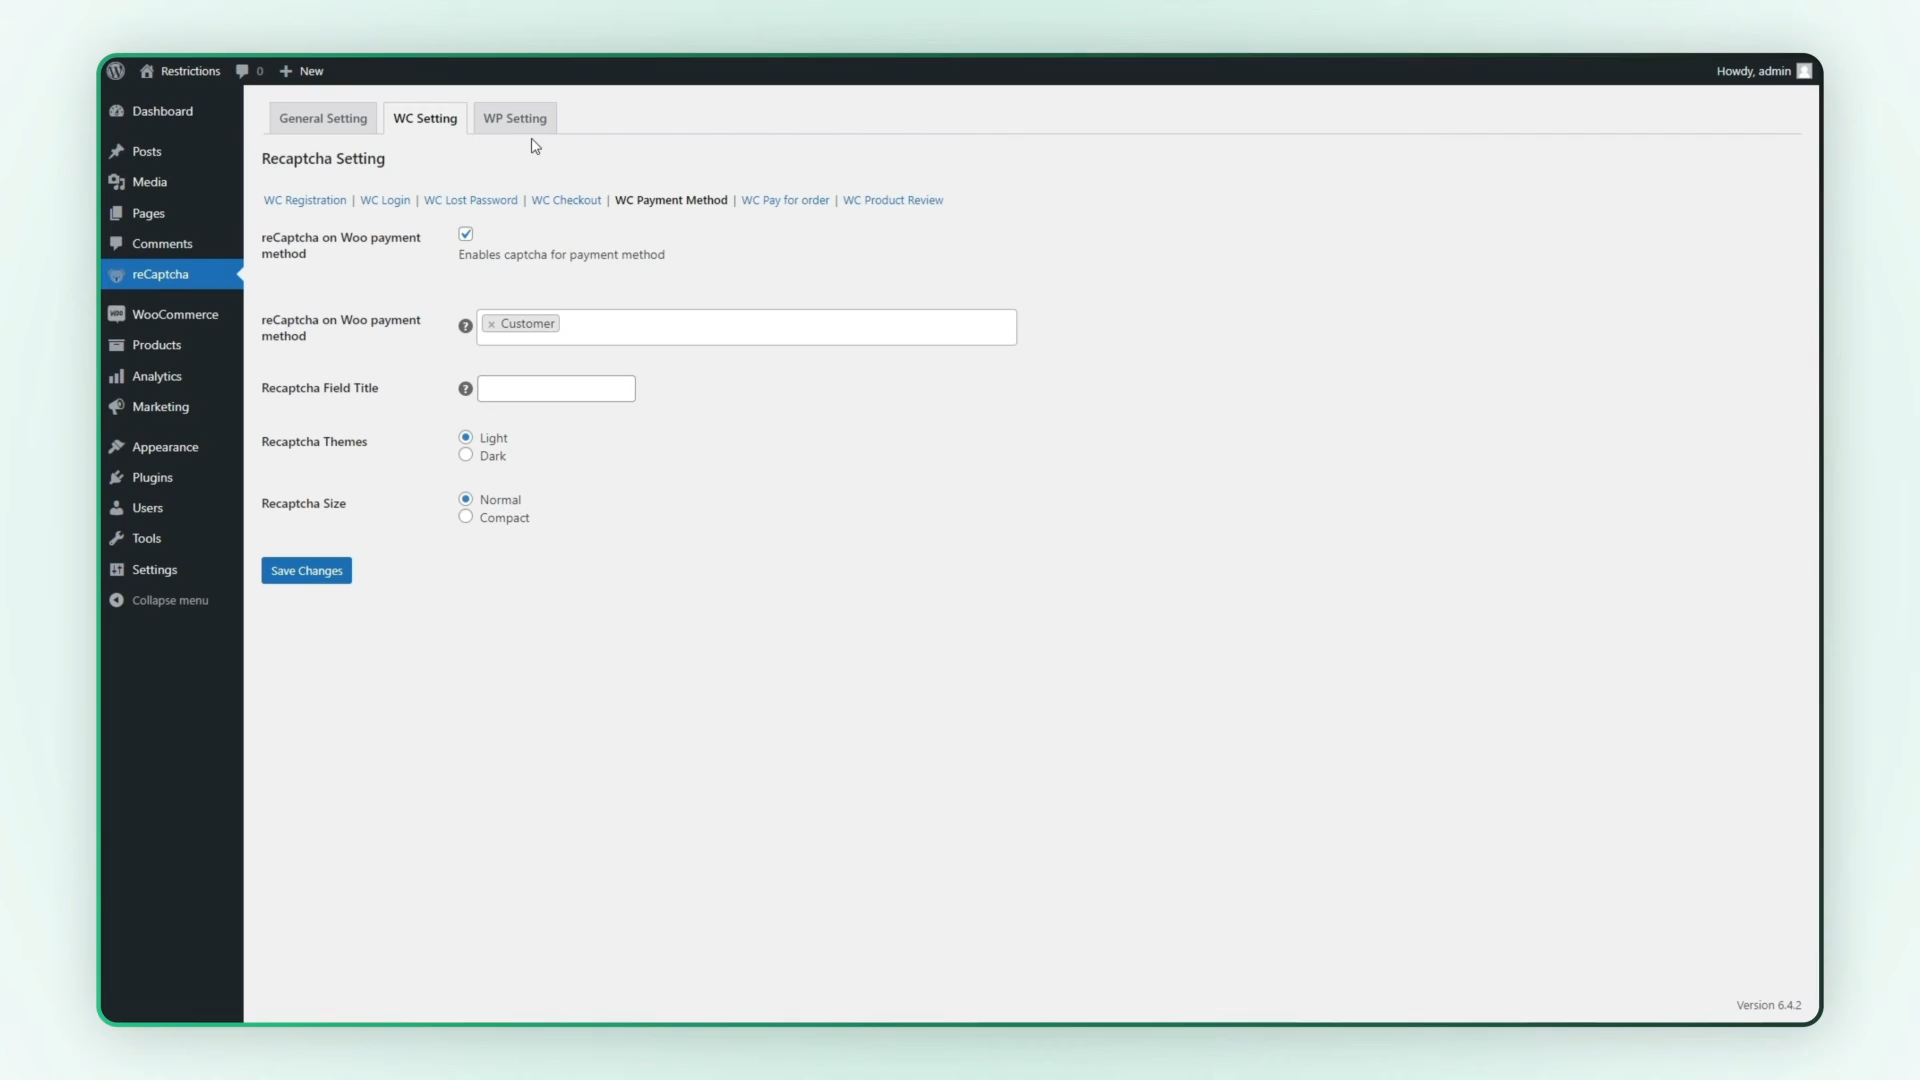 Restrictions 0 New Howdy, admin
Dashboard
Posts
Media
Pages
Comments
reCaptcha
WooCommerce
Products
Analytics
Marketing
Appearance
Plugins
Users
Tools
Settings
Collapse menu
General Setting WC Setting WP Setting
Recaptcha Setting
WC Registration | WC Login | WC Lost Password | WC Checkout | WC Payment Method | WC Pay for order | WC Product Review
reCaptcha on Woo payment
method
Enables captcha for payment method
reCaptcha on Woo payment
method
? × Customer
Recaptcha Field Title ?
Recaptcha Themes
Light
Dark
Recaptcha Size
Normal
Compact
Save Changes
Version 6.4.2